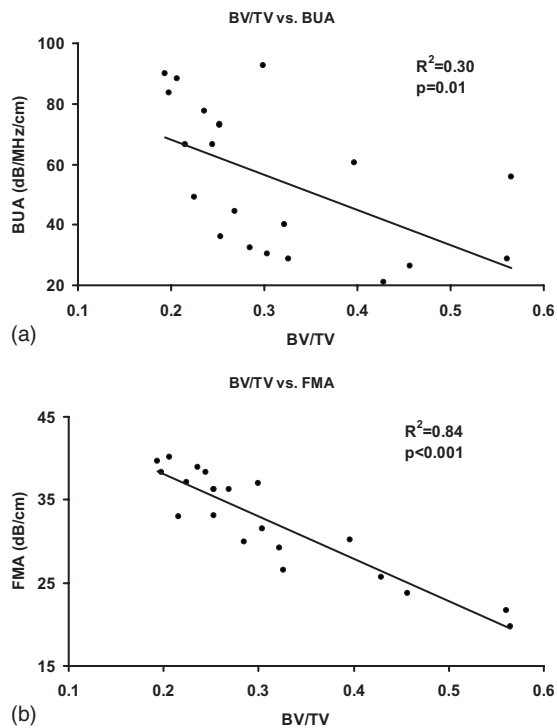 BV/TV vs. BUA
R²=0.30
p=0.01
BUA (dB/MHz/cm)
100
80
60
40
20
0.1 0.2 0.3 0.4 0.5 0.6
BV/TV
(a)
BV/TV vs. FMA
R²=0.84
p<0.001
FMA (dB/cm)
45
35
25
15
0.1 0.2 0.3 0.4 0.5 0.6
BV/TV
(b)